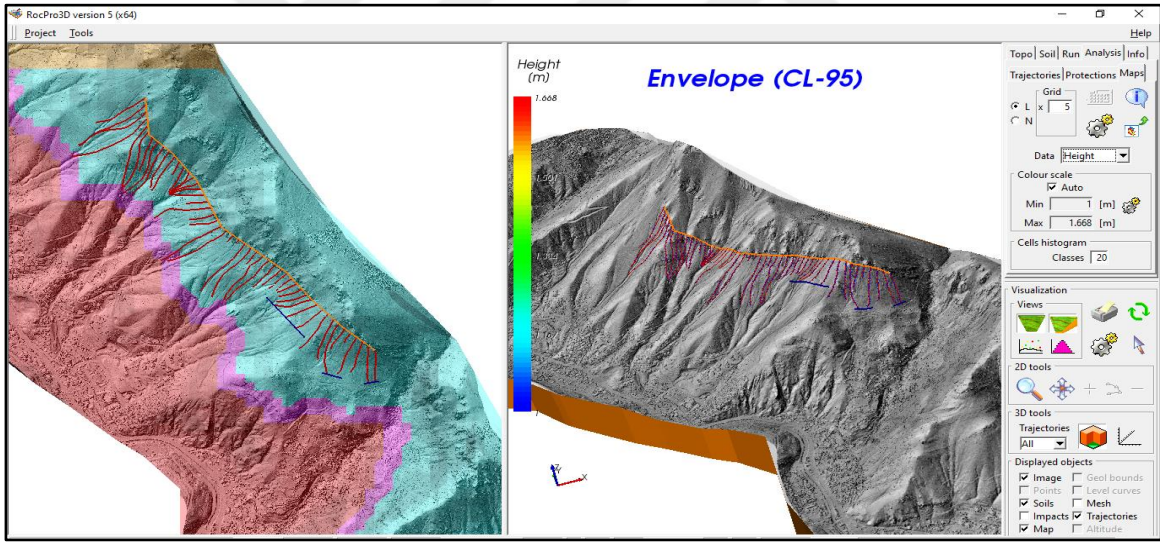 RocPro3D version 5 (x64)
Project Tools
Help
Height
(m)
1.668
1
Envelope (CL-95)
Z
Y
X
Topo Soil Run Analysis Info
Trajectories Protections Maps
Grid
L x 5
N
Data Height
Colour scale
Auto
Min 1 [m]
Max 1.668 [m]
Cells histogram
Classes 20
Visualization
Views
2D tools
3D tools
Trajectories
All
Displayed objects
Image Geol bounds
Points Level curves
Soils Mesh
Impacts Trajectories
Map Altitude